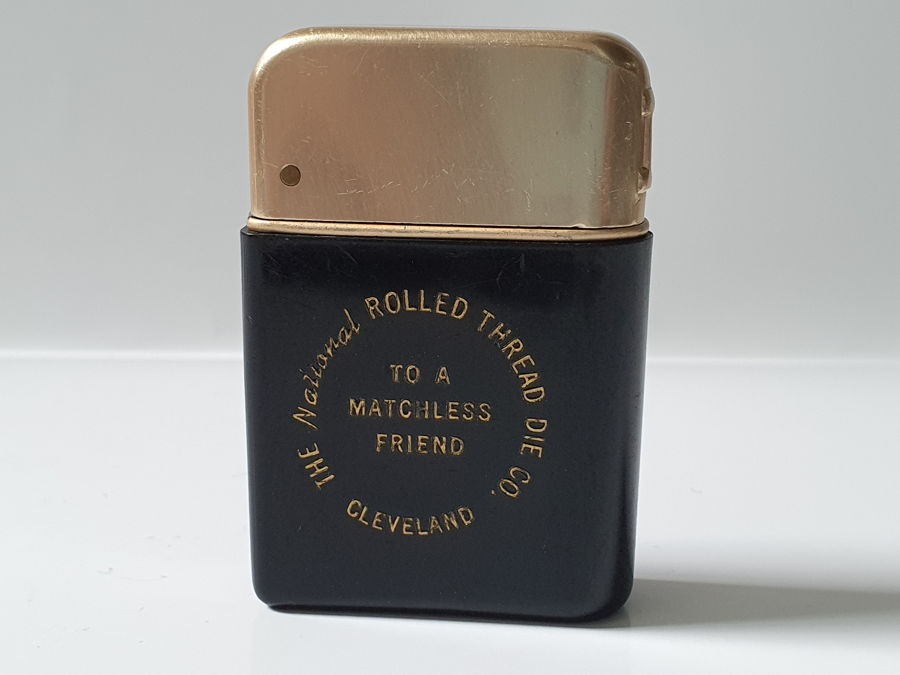 THE National ROLLED THREAD DIE CO.
TO A
MATCHLESS
FRIEND
CLEVELAND